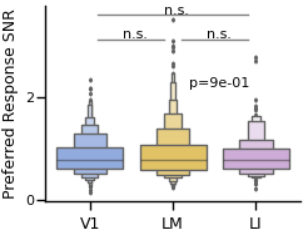 n.s.
n.s. n.s.
p=9e-01
Preferred Response SNR
2
0
V1 LM LI